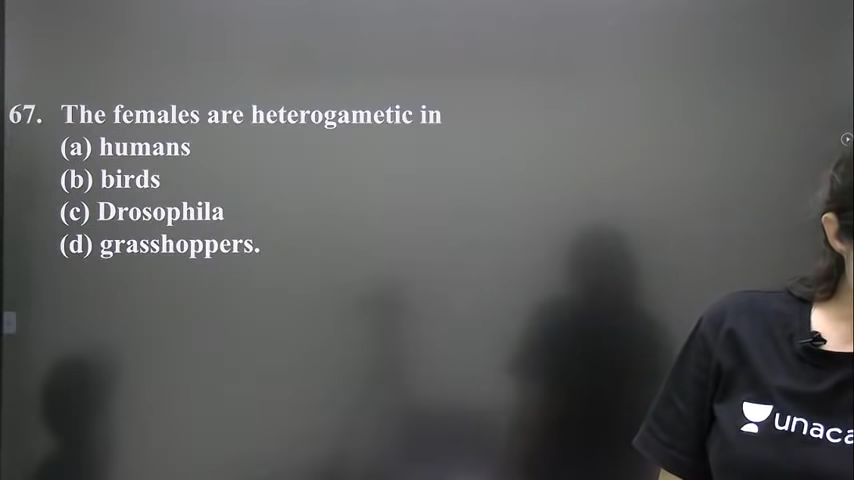 67. The females are heterogametic in
(a) humans
(b) birds
(c) Drosophila
(d) grasshoppers.
unaca